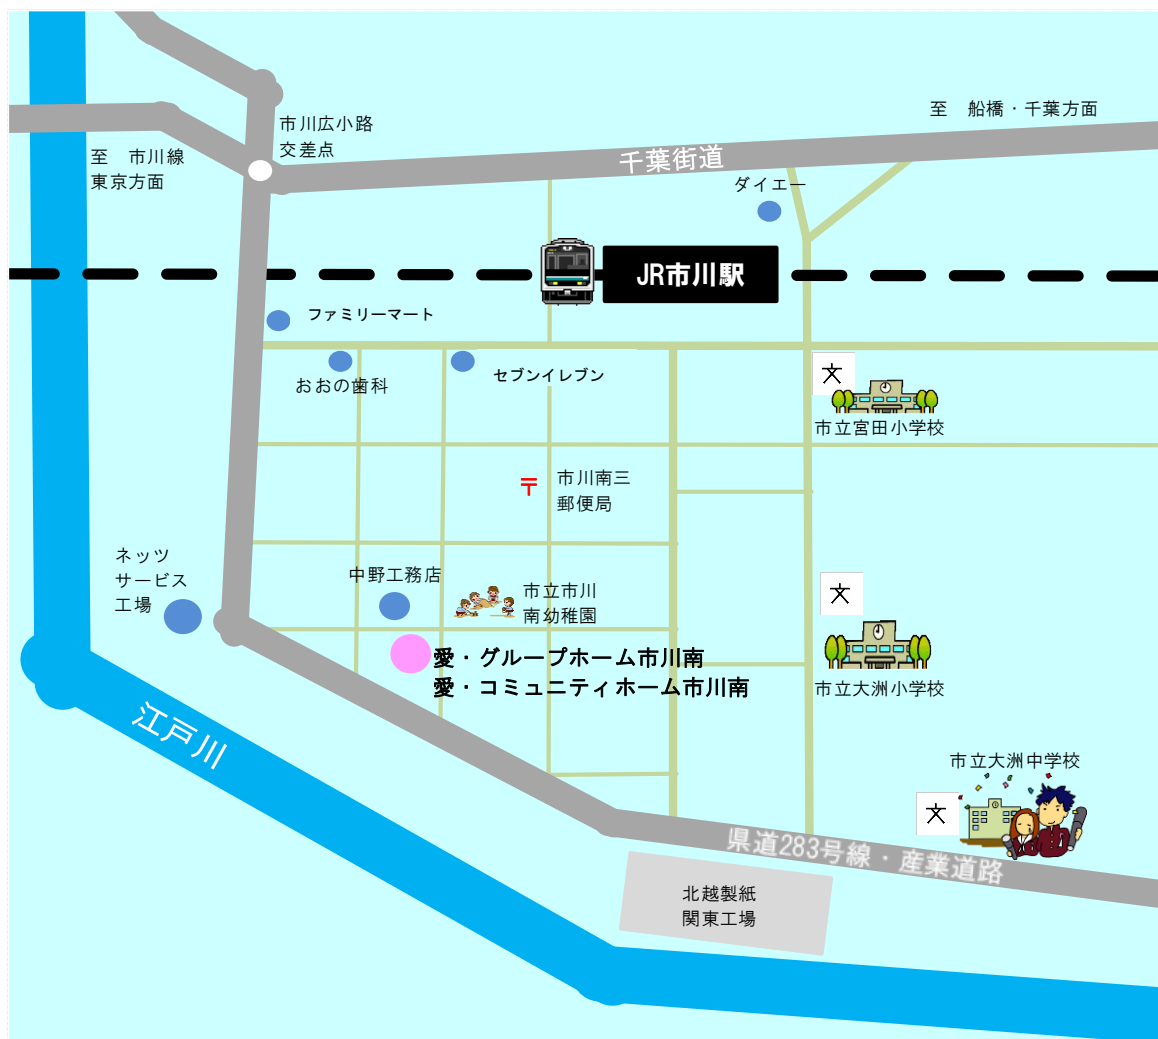 市川広小路
交差点
至　船橋・千葉方面
至　市川線
東京方面
千葉街道
ダイエー
JR市川駅
ファミリーマート
おおの歯科
セブンイレブン
文
市立宮田小学校
〒
市川南三
郵便局
ネッツ
サービス
工場
中野工務店
市立市川
南幼稚園
文
愛・グループホーム市川南
愛・コミュニティホーム市川南
市立大洲小学校
江戸川
市立大洲中学校
文
県道283号線・産業道路
北越製紙
関東工場